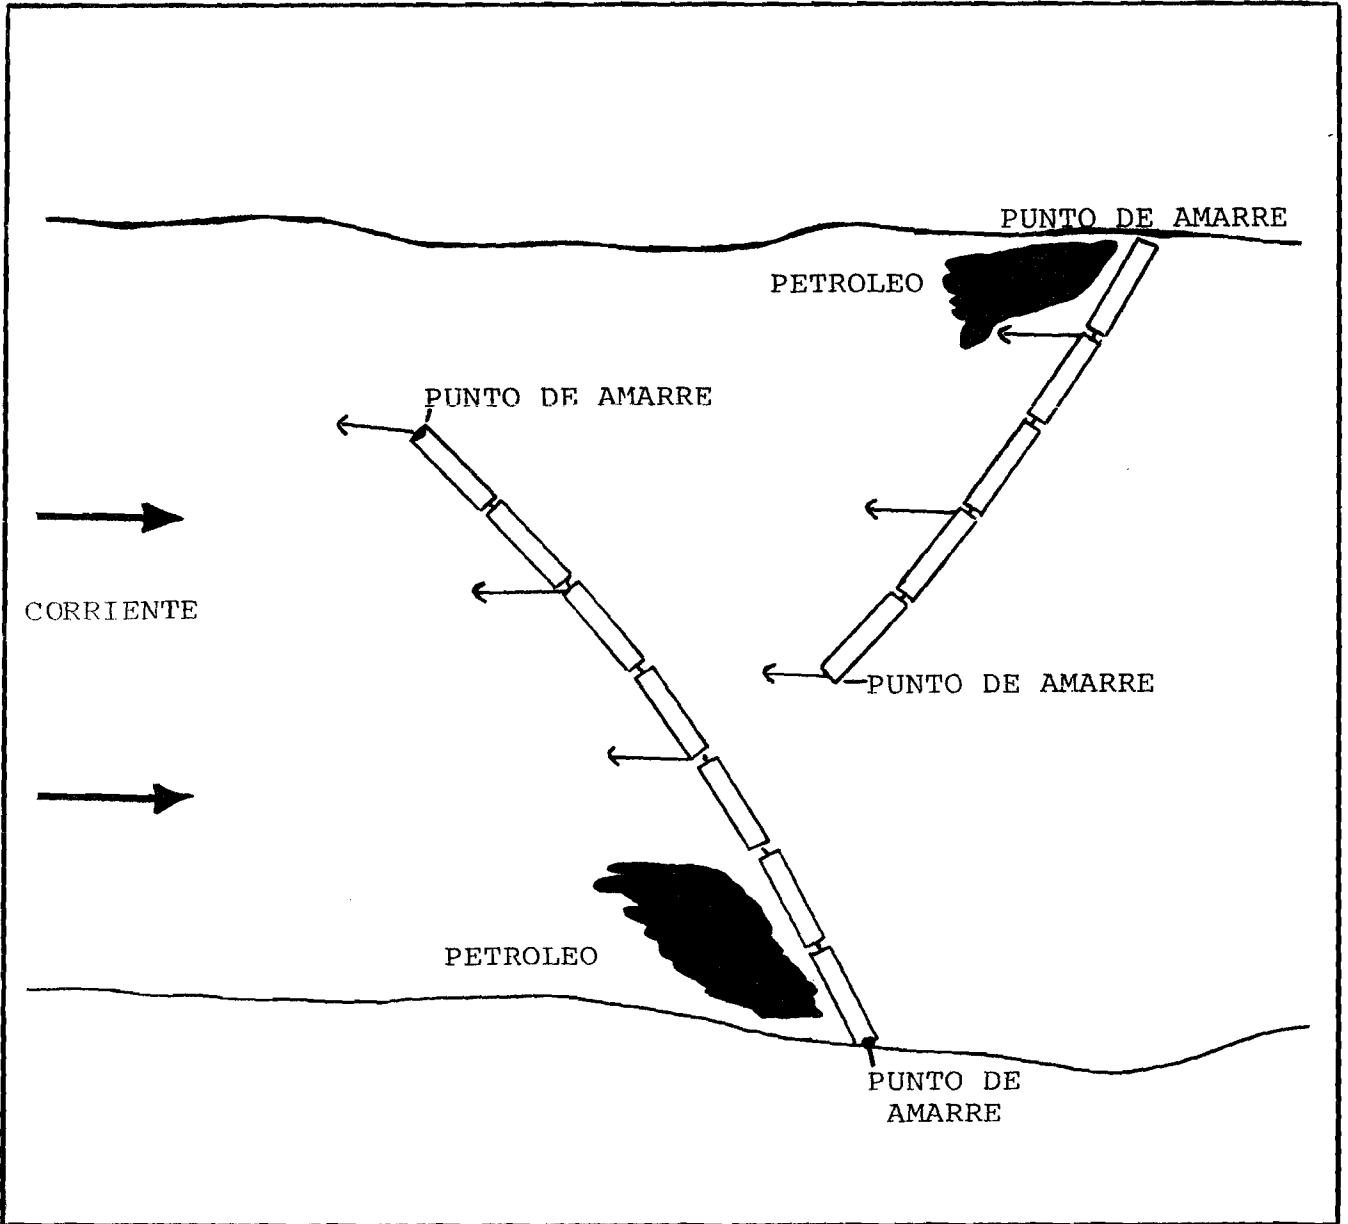 PUNTO DE AMARRE
PETROLEO
PUNTO DE AMARRE
CORRIENTE
PUNTO DE AMARRE
PETROLEO
PUNTO DE
AMARRE